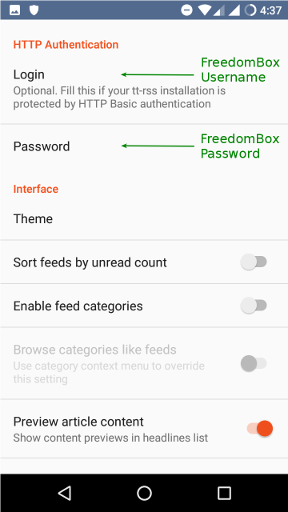 4:37
HTTP Authentication
Login
Optional. Fill this if your tt-rss installation is
protected by HTTP Basic authentication
FreedomBox
Username
Password
FreedomBox
Password
Interface
Theme
Sort feeds by unread count
Enable feed categories
Browse categories like feeds
Use category context menu to override
this setting
Preview article content
Show content previews in headlines list